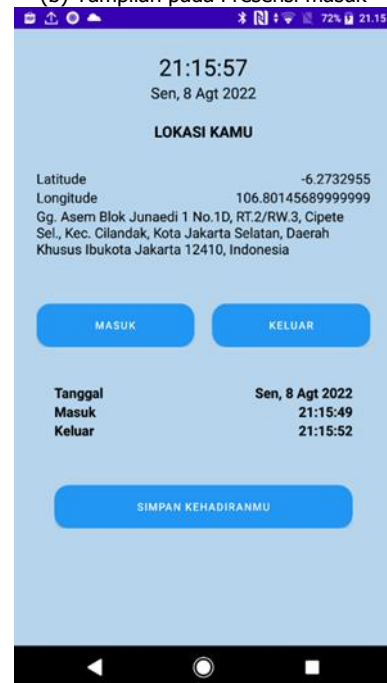 (b) Tampilan pada Presensi masuk
72% 21.15
21:15:57
Sen, 8 Agt 2022
LOKASI KAMU
Latitude -6.2732955
Longitude 106.80145689999999
Gg. Asem Blok Junaedi 1 No.1D, RT.2/RW.3, Cipete
Sel., Kec. Cilandak, Kota Jakarta Selatan, Daerah
Khusus Ibukota Jakarta 12410, Indonesia
MASUK KELUAR
Tanggal Sen, 8 Agt 2022
Masuk 21:15:49
Keluar 21:15:52
SIMPAN KEHADIRANMU